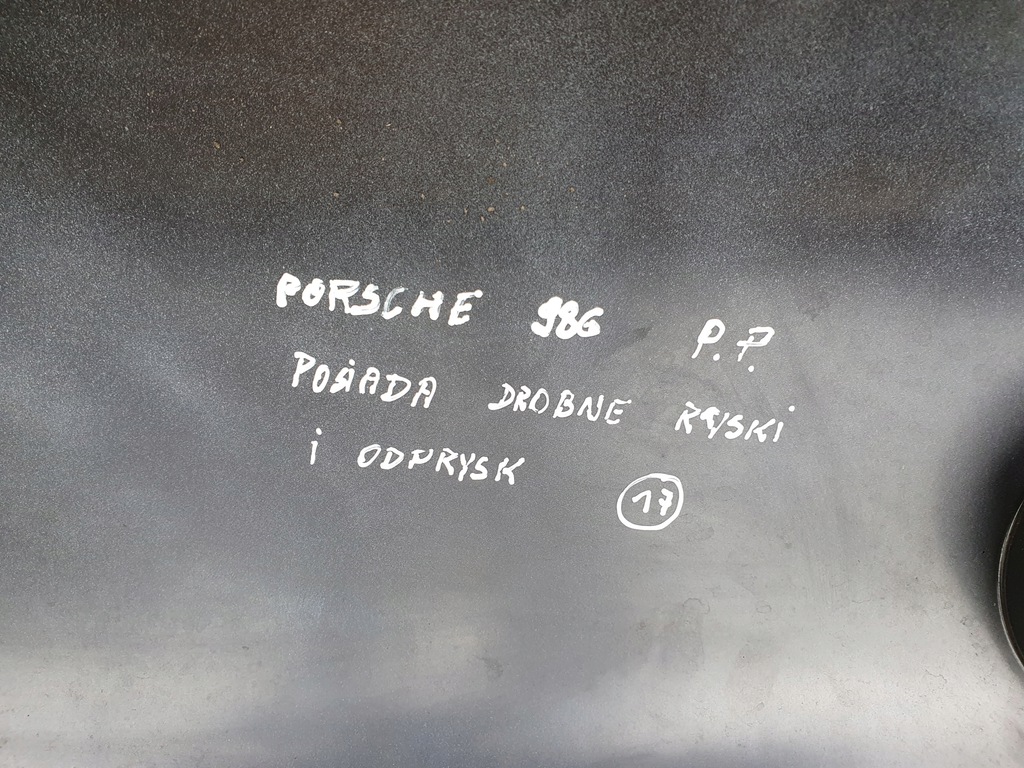 PORSCHE 986 P.P.
POSIADA DROBNE RYSKI
i ODPRYSK 17